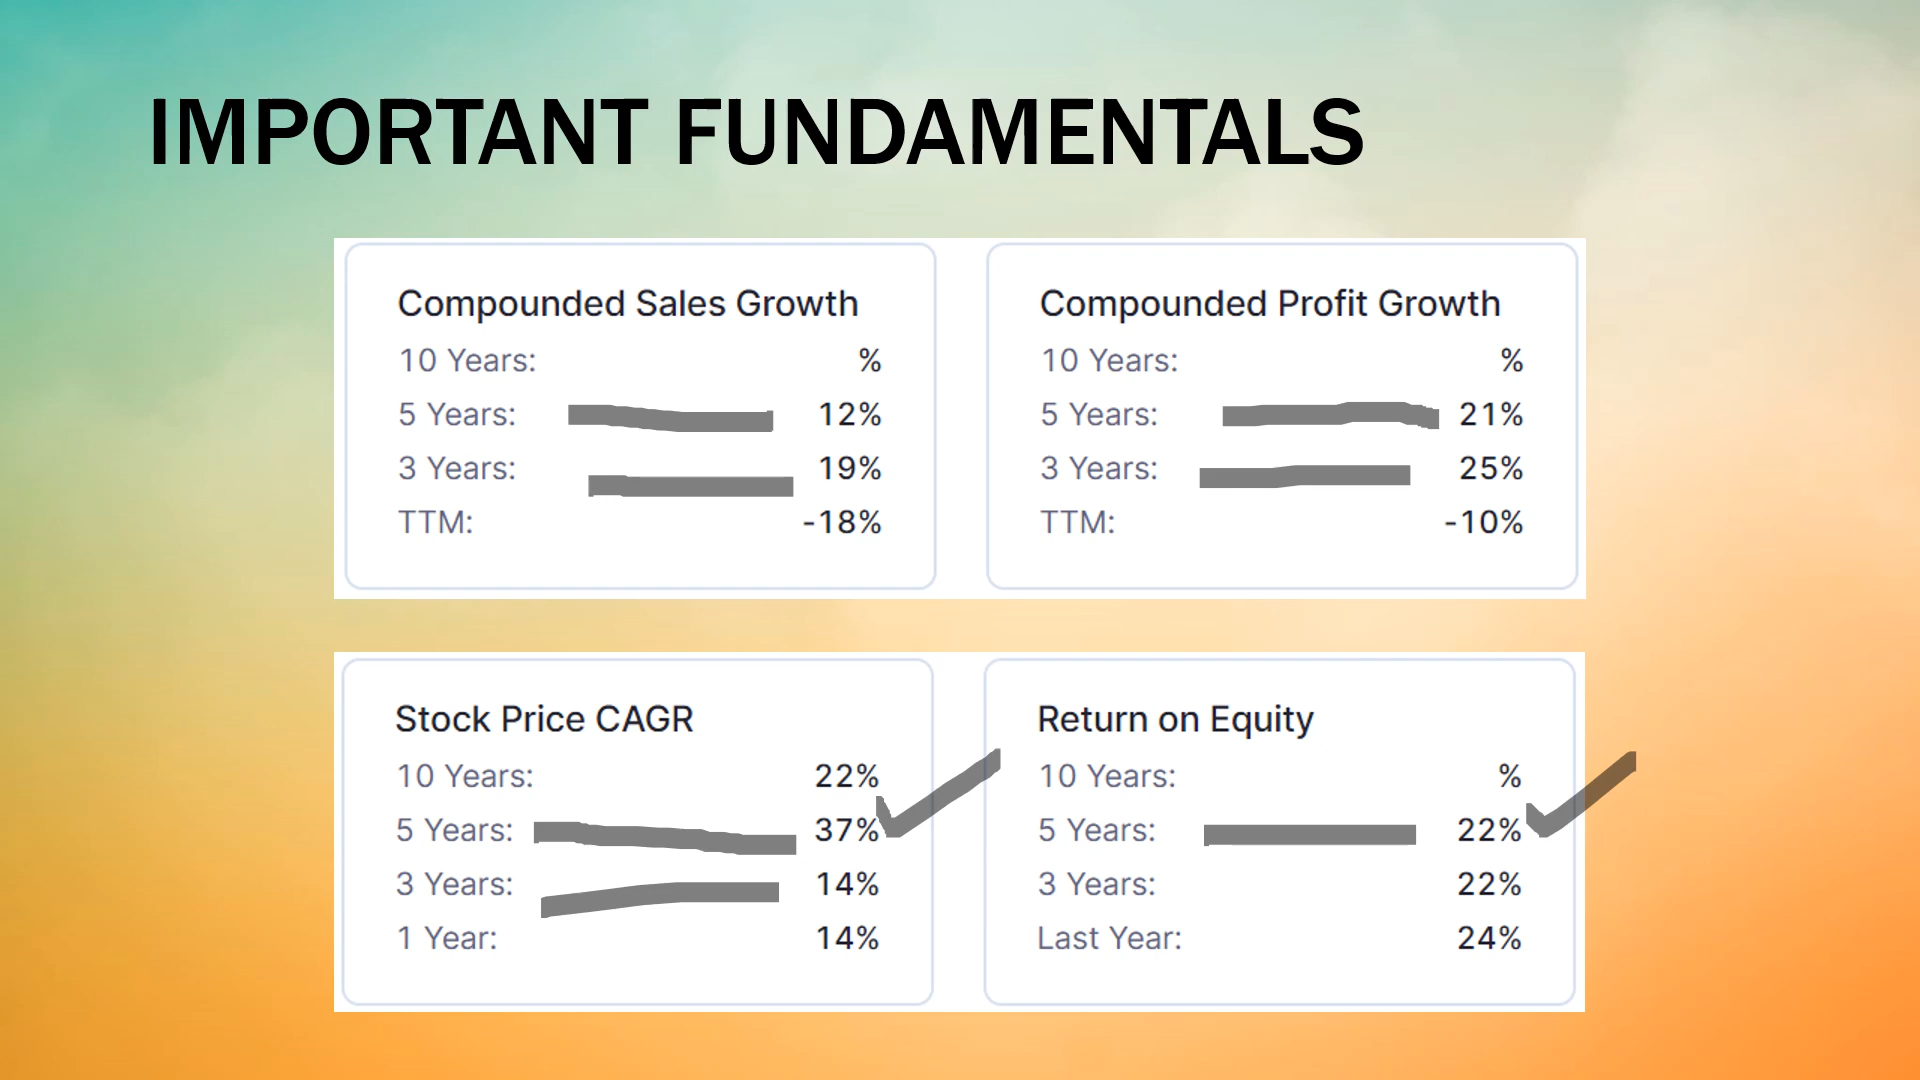 IMPORTANT FUNDAMENTALS
Compounded Sales Growth
10 Years: %
5 Years: 12%
3 Years: 19%
TTM: -18%
Compounded Profit Growth
10 Years: %
5 Years: 21%
3 Years: 25%
TTM: -10%
Stock Price CAGR
10 Years: 22%
5 Years: 37%
3 Years: 14%
1 Year: 14%
Return on Equity
10 Years: %
5 Years: 22%
3 Years: 22%
Last Year: 24%